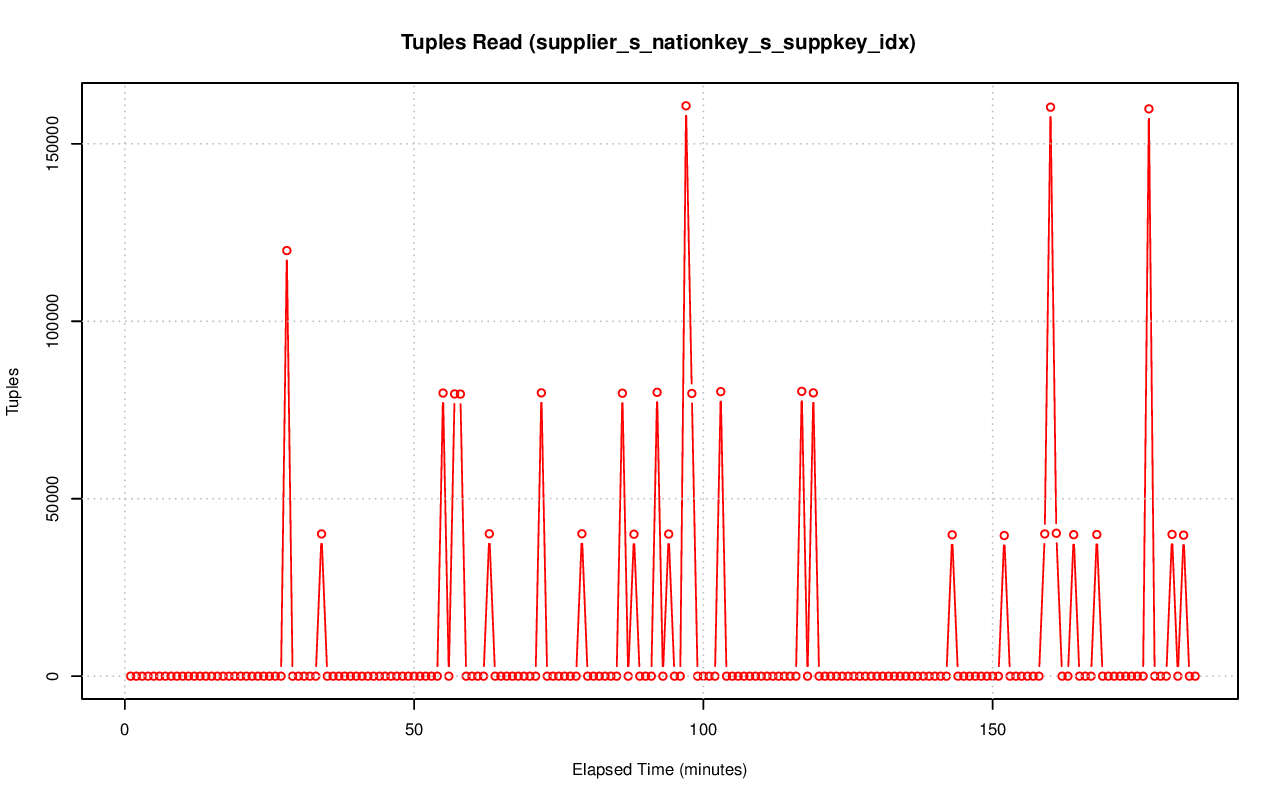 Tuples Read (supplier_s_nationkey_s_suppkey_idx)
150000
100000
50000
0
Tuples
0 50 100 150
Elapsed Time (minutes)